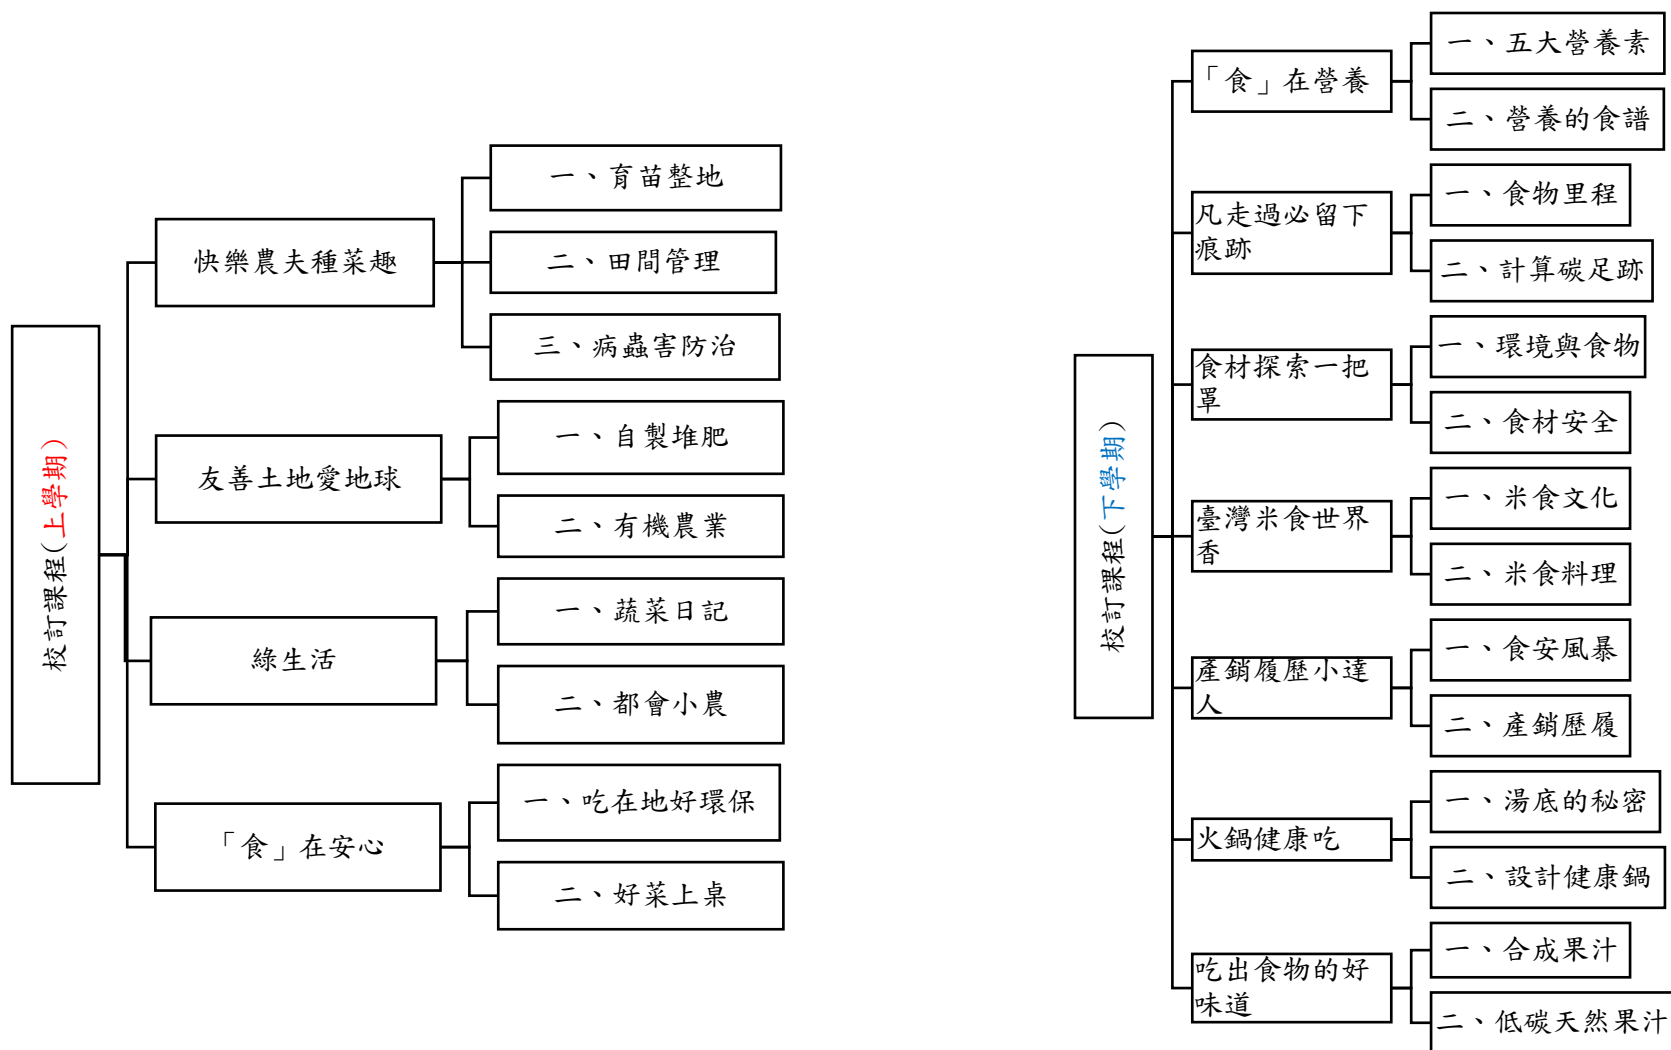 校訂課程(上學期)
快樂農夫種菜趣
一、育苗整地
二、田間管理
三、病蟲害防治
友善土地愛地球
一、自製堆肥
二、有機農業
綠生活
一、蔬菜日記
二、都會小農
「食」在安心
一、吃在地好環保
二、好菜上桌
校訂課程(下學期)
「食」在營養
一、五大營養素
二、營養的食譜
凡走過必留下
痕跡
一、食物里程
二、計算碳足跡
食材探索一把
罩
一、環境與食物
二、食材安全
臺灣米食世界
香
一、米食文化
二、米食料理
產銷履歷小達
人
一、食安風暴
二、產銷歷履
火鍋健康吃
一、湯底的秘密
二、設計健康鍋
吃出食物的好
味道
一、合成果汁
二、低碳天然果汁